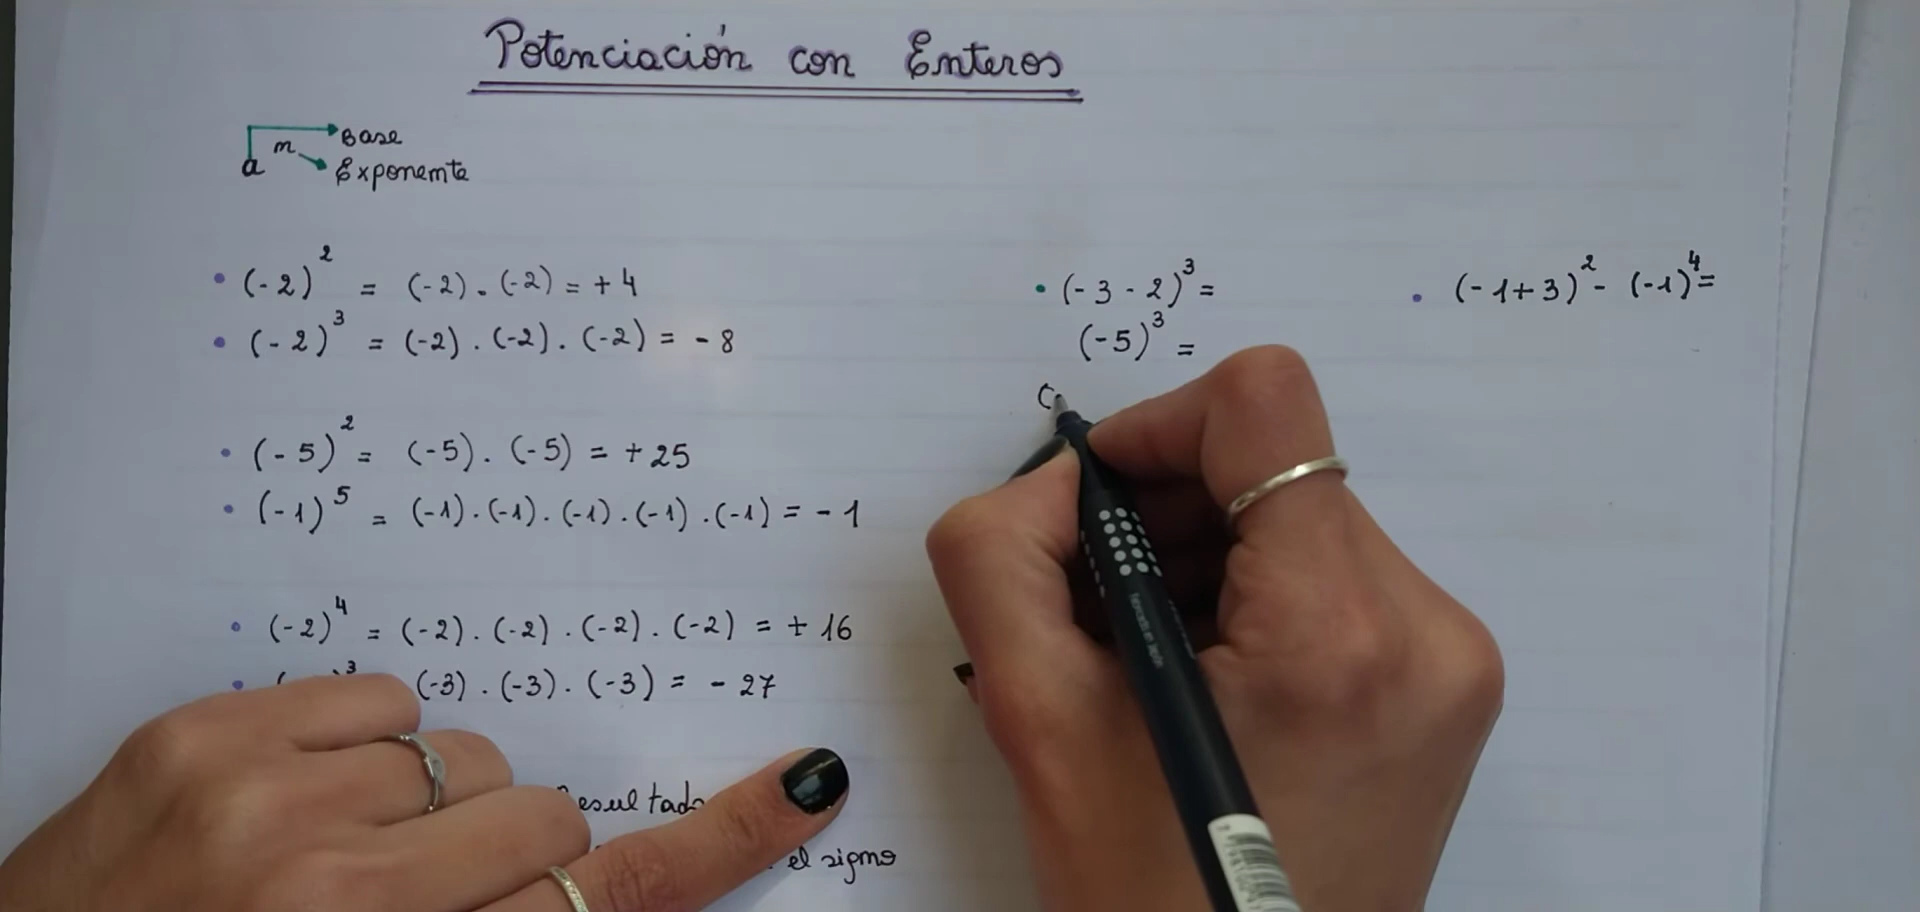 Potenciación con Enteros
Base
a^m
Exponemte
(-2)^2 = (-2).(-2) = +4
(-2)^3 = (-2).(-2).(-2) = -8
(-5)^2 = (-5).(-5) = +25
(-1)^5 = (-1).(-1).(-1).(-1).(-1) = -1
(-2)^4 = (-2).(-2).(-2).(-2) = +16
3 (-3).(-3).(-3) = -27
el signo
(-3-2)^3 =
(-5)^3 =
(-
(-1+3)^2 - (-1)^4 =